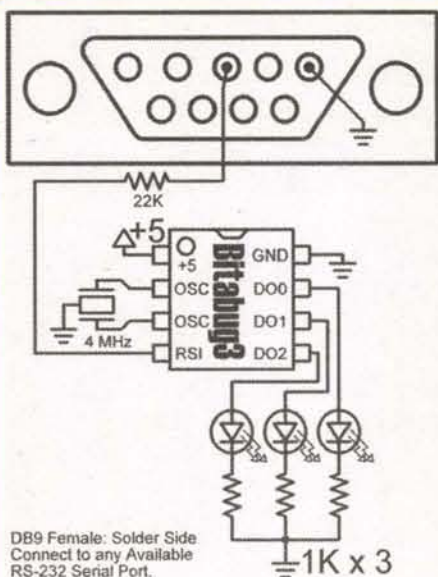 22K
+5
+5
Bitabug3
GND
OSC
DO0
OSC
DO1
4 MHz
RSI
DO2
DB9 Female: Solder Side
Connect to any Available
RS-232 Serial Port.
1K x 3